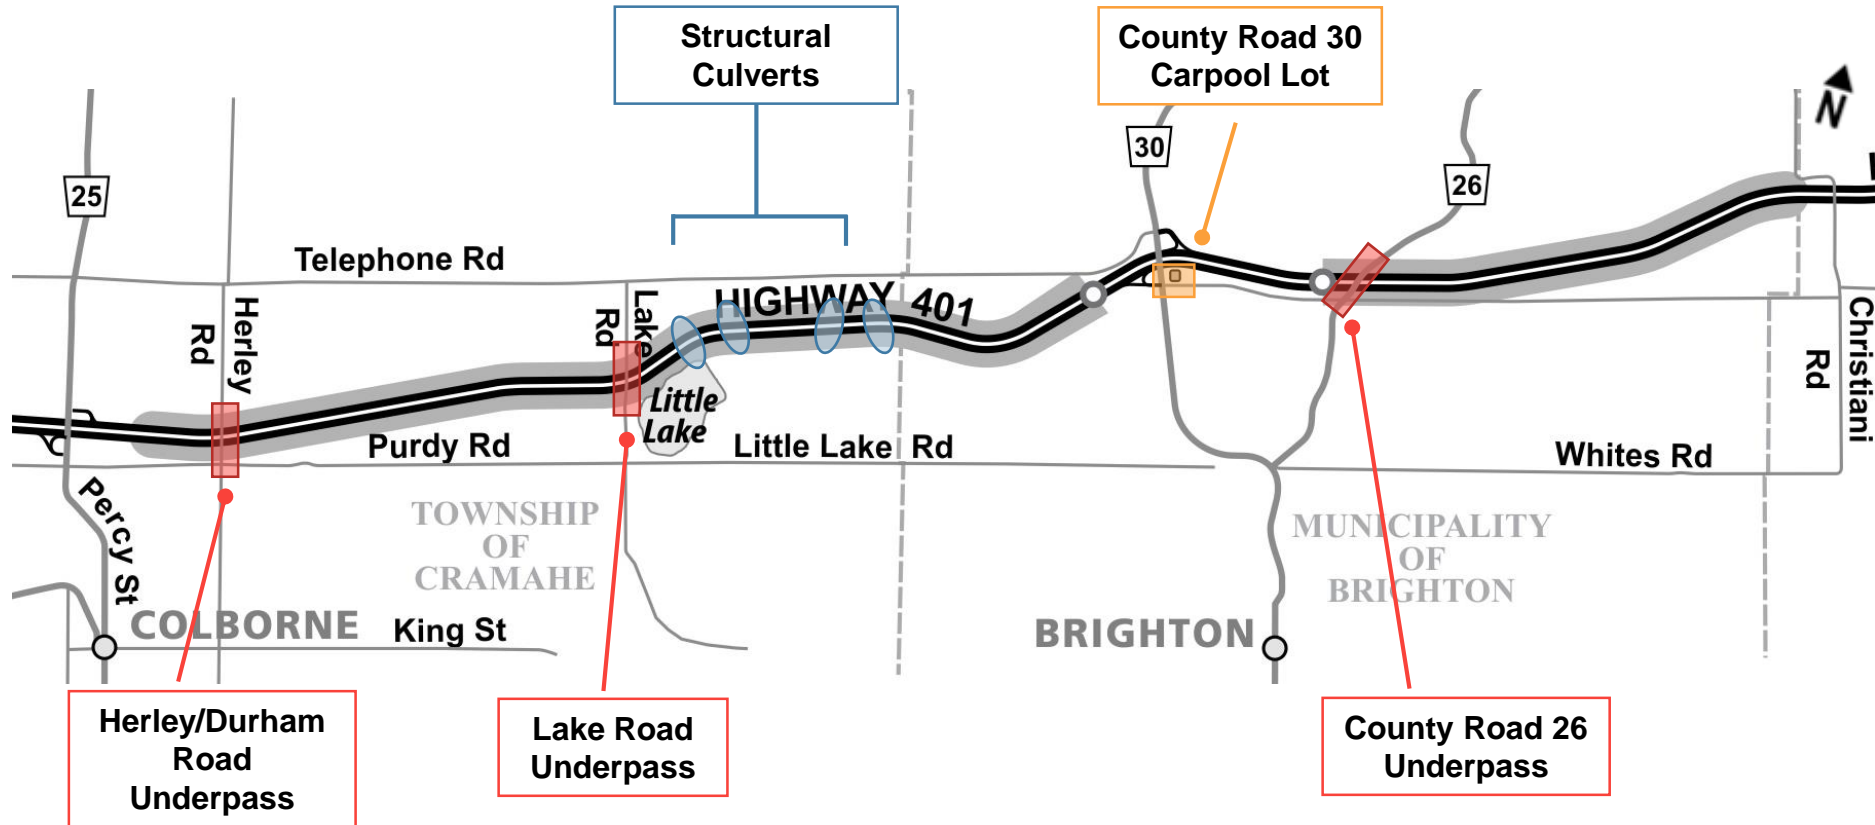 Structural
Culverts
County Road 30
Carpool Lot
N
30
25
26
Telephone Rd
HIGHWAY 401
Herley
Rd
Lake
Rd
Little
Lake
Christiani
Rd
Purdy Rd
Little Lake Rd
Whites Rd
Percy St
TOWNSHIP
OF
CRAMAHE
MUNICIPALITY
OF
BRIGHTON
COLBORNE
King St
BRIGHTON
Herley/Durham
Road
Underpass
Lake Road
Underpass
County Road 26
Underpass